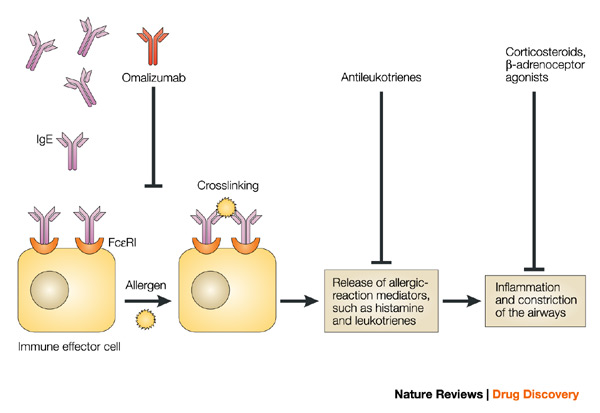 Omalizumab
IgE
Antileukotrienes
Corticosteroids,
β-adrenoceptor
agonists
Crosslinking
FcεRI
Allergen
Immune effector cell
Release of allergic-
reaction mediators,
such as histamine
and leukotrienes
Inflammation
and constriction
of the airways
Nature Reviews | Drug Discovery